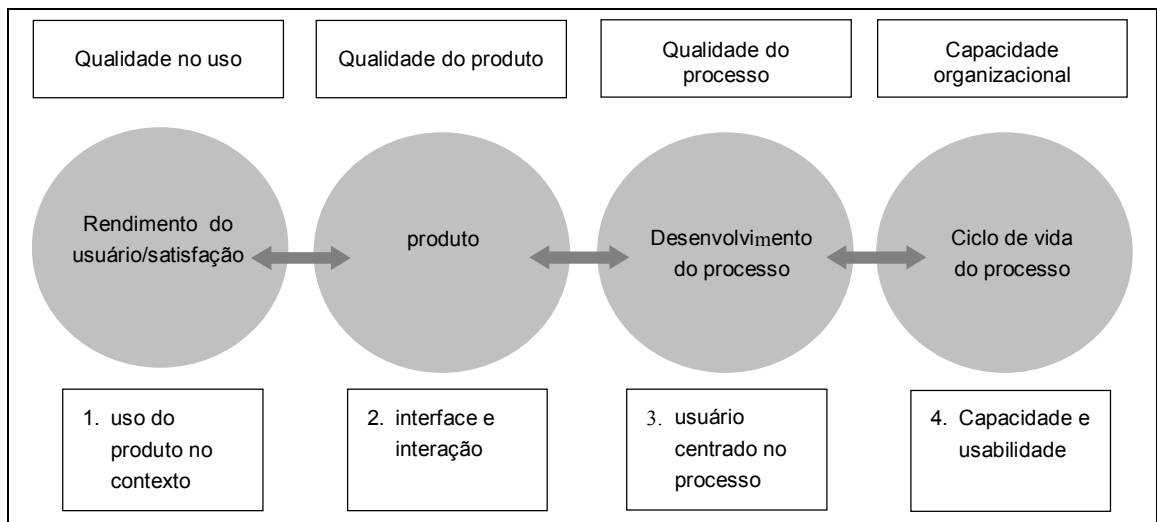 Qualidade no uso
Qualidade do produto
Qualidade do
processo
Capacidade
organizacional
Rendimento do
usuário/satisfação
produto
Desenvolvimento
do processo
Ciclo de vida
do processo
1. uso do
produto no
contexto
2. interface e
interação
3. usuário
centrado no
processo
4. Capacidade e
usabilidade